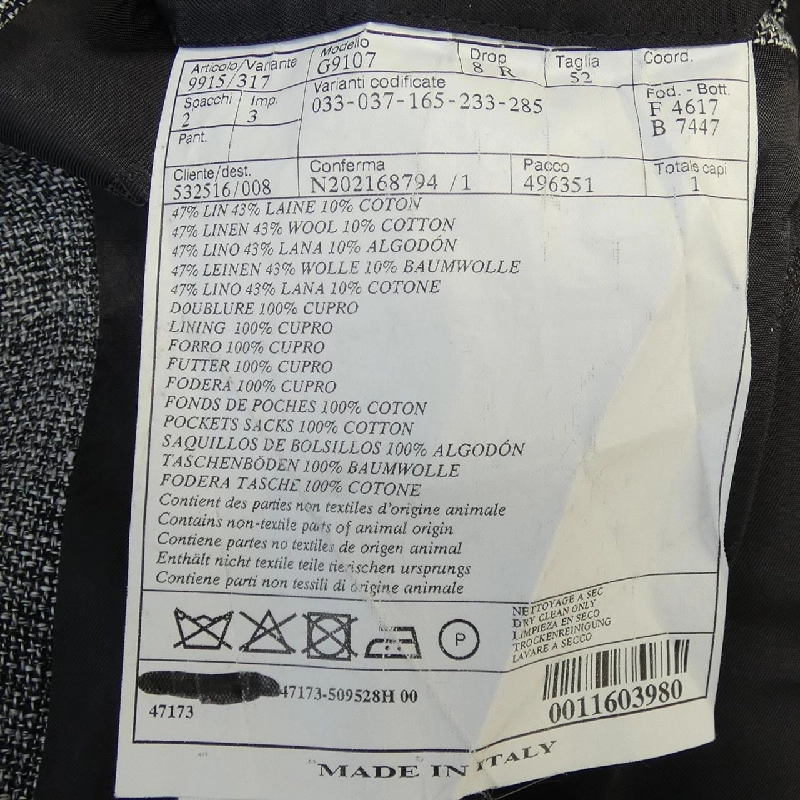 Articolo/Variante Modello Drop Taglia Coord.
9915/317 G9107 8 R 52
Spacchi Imp. Varianti codificate Fod. - Bott.
2 3 033-037-165-233-285 F 4617
Pant. B 7447
Cliente/dest. Conferma Pacco Totale capi
532516/008 N202168794 /1 496351 1
47% LIN 43% LAINE 10% COTON
47% LINEN 43% WOOL 10% COTTON
47% LINO 43% LANA 10% ALGODÓN
47% LEINEN 43% WOLLE 10% BAUMWOLLE
47% LINO 43% LANA 10% COTONE
DOUBLURE 100% CUPRO
LINING 100% CUPRO
FORRO 100% CUPRO
FUTTER 100% CUPRO
FODERA 100% CUPRO
FONDS DE POCHES 100% COTON
POCKETS SACKS 100% COTTON
SAQUILLOS DE BOLSILLOS 100% ALGODÓN
TASCHENBÖDEN 100% BAUMWOLLE
FODERA TASCHE 100% COTONE
Contient des parties non textiles d'origine animale
Contains non-textile parts of animal origin
Contiene partes no textiles de origen animal
Enthält nicht textile teile tierischen ursprungs
Contiene parti non tessili di origine animale
P
NETTOYAGE A SEC
DRY CLEAN ONLY
LIMPIEZA EN SECO
TROCKENREINIGUNG
LAVARE A SECCO
47173-509528H 00
47173
0011603980
MADE IN ITALY